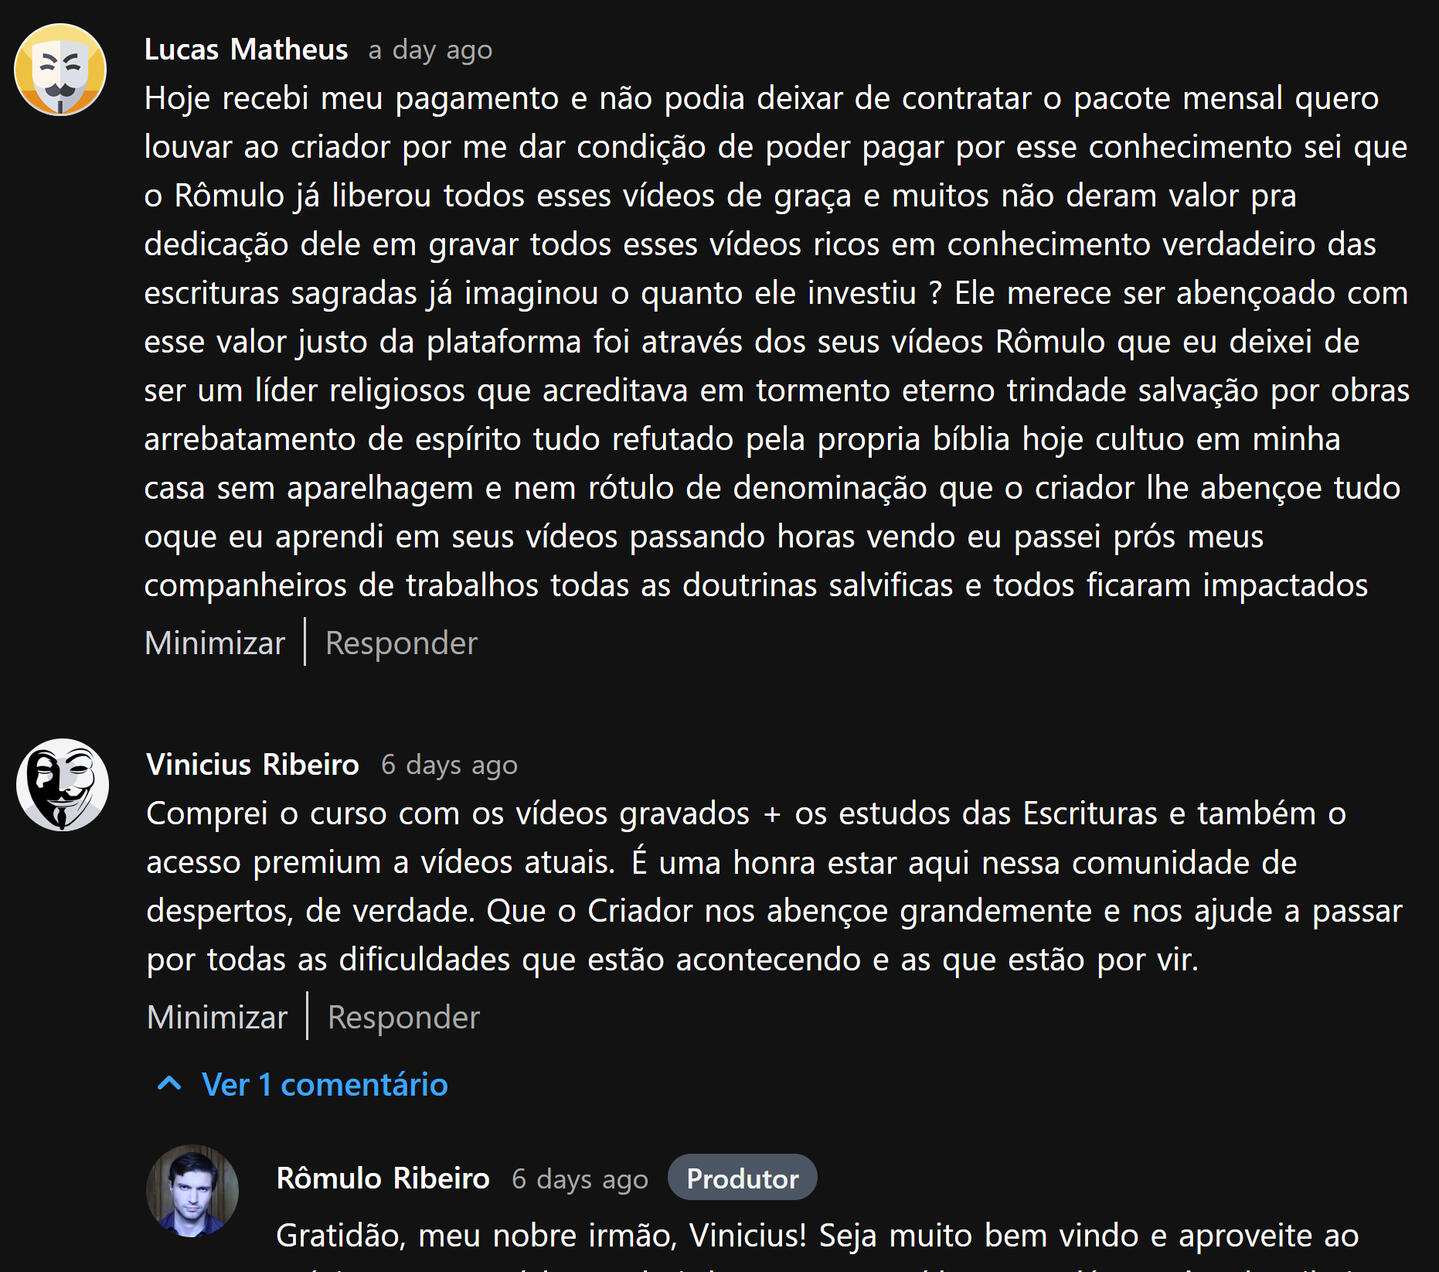 Lucas Matheus a day ago
Hoje recebi meu pagamento e não podia deixar de contratar o pacote mensal quero
louvar ao criador por me dar condição de poder pagar por esse conhecimento sei que
o Rômulo já liberou todos esses vídeos de graça e muitos não deram valor pra
dedicação dele em gravar todos esses vídeos ricos em conhecimento verdadeiro das
escrituras sagradas já imaginou o quanto ele investiu ? Ele merece ser abençoado com
esse valor justo da plataforma foi através dos seus vídeos Rômulo que eu deixei de
ser um líder religiosos que acreditava em tormento eterno trindade salvação por obras
arrebatamento de espírito tudo refutado pela propria bíblia hoje cultuo em minha
casa sem aparelhagem e nem rótulo de denominação que o criador lhe abençoe tudo
oque eu aprendi em seus vídeos passando horas vendo eu passei prós meus
companheiros de trabalhos todas as doutrinas salvificas e todos ficaram impactados
Minimizar | Responder
Vinicius Ribeiro 6 days ago
Comprei o curso com os vídeos gravados + os estudos das Escrituras e também o
acesso premium a vídeos atuais. É uma honra estar aqui nessa comunidade de
despertos, de verdade. Que o Criador nos abençoe grandemente e nos ajude a passar
por todas as dificuldades que estão acontecendo e as que estão por vir.
Minimizar | Responder
Ver 1 comentário
Rômulo Ribeiro 6 days ago Produtor
Gratidão, meu nobre irmão, Vinicius! Seja muito bem vindo e aproveite ao